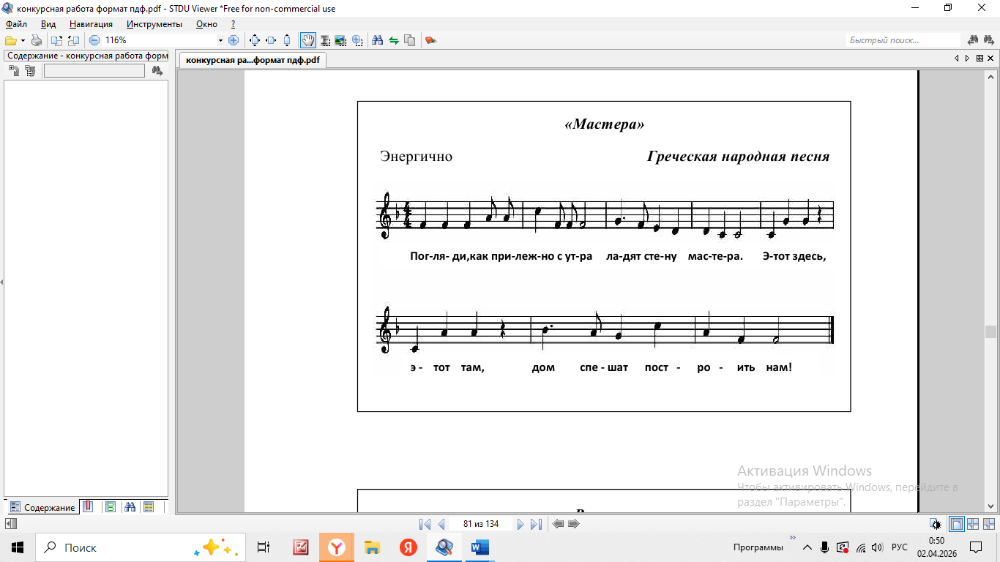 конкурсная работа формат пдф.pdf - STDU Viewer *Free for non-commercial use
Файл Вид Навигация Инструменты Окно ?
116%
Быстрый поиск...
Содержание - конкурсная работа форм
конкурсная ра...формат пдф.pdf
«Мастера»
Энергично Греческая народная песня
Пог-ля- ди,как при-леж-но с ут-ра ла-дят сте-ну мас-те-ра. Э-тот здесь,
э - тот там, дом спе - шат пост - ро - ить нам!
Активация Windows
Чтобы активировать Windows, перейдите в
раздел "Параметры".
Содержание
81 из 134
Поиск
Программы
РУС
0:50
02.04.2026